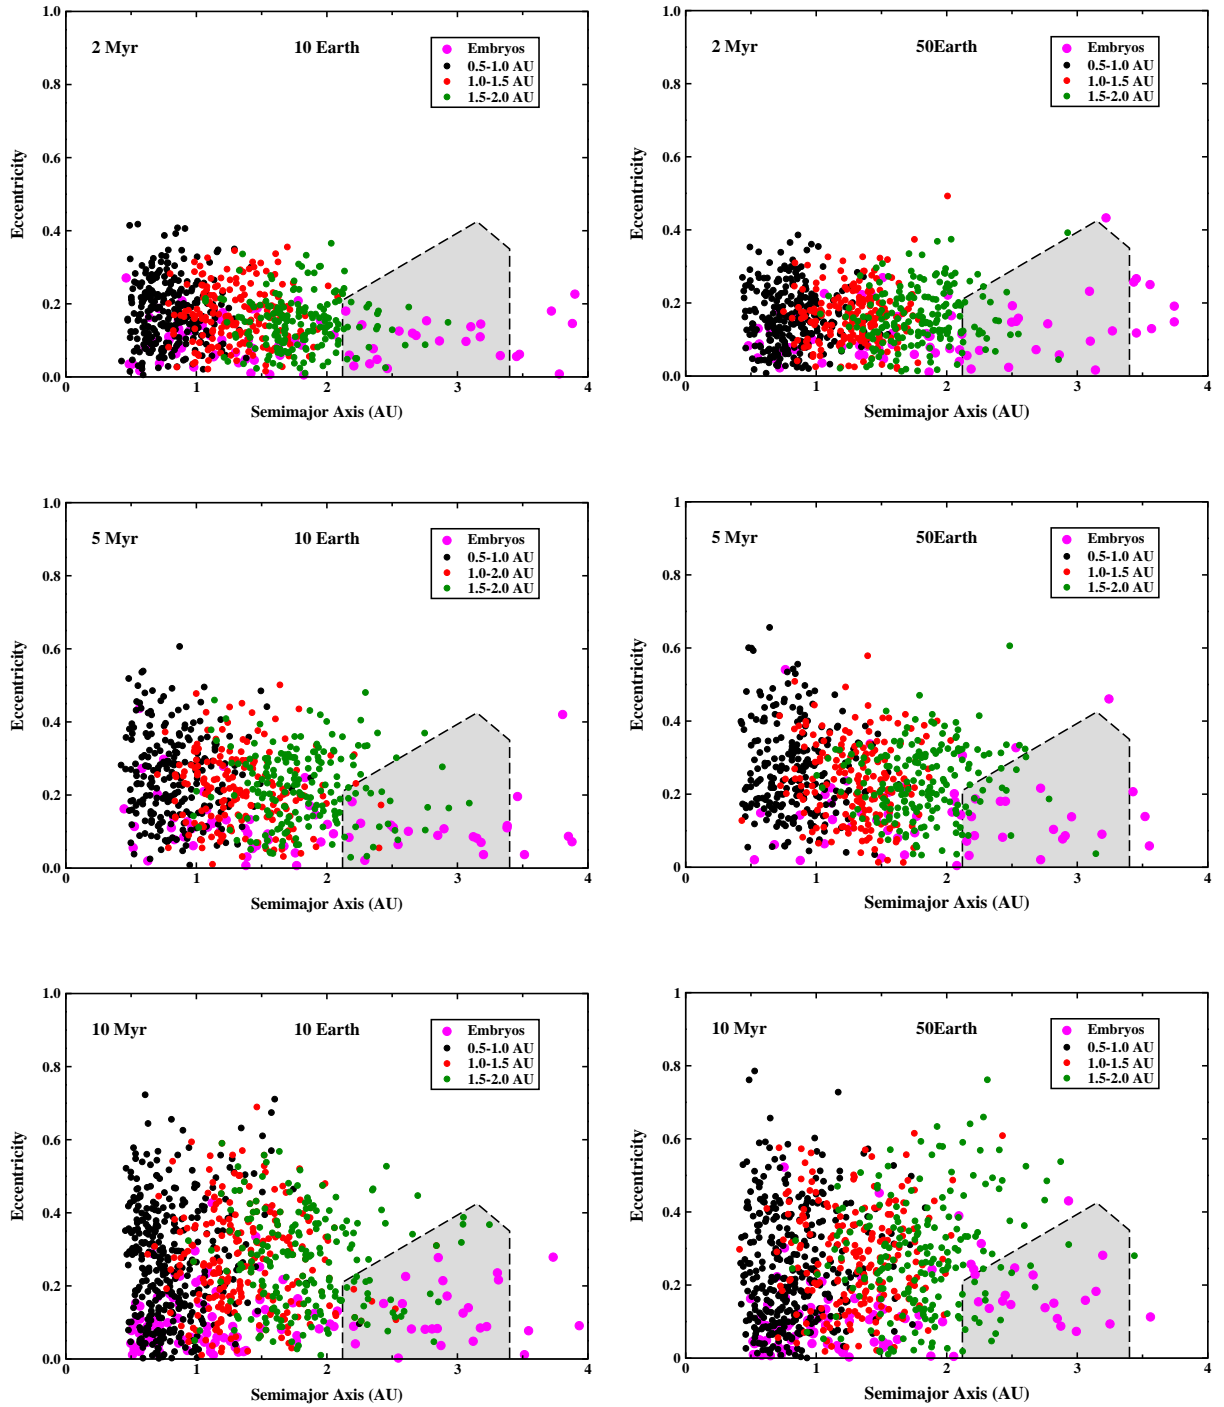 1.0
2 Myr
10 Earth
Embryos
0.5-1.0 AU
1.0-1.5 AU
1.5-2.0 AU
0.8
0.6
0.4
0.2
0.0
Eccentricity
0 1 2 3 4
Semimajor Axis (AU)
1.0
2 Myr
50Earth
Embryos
0.5-1.0 AU
1.0-1.5 AU
1.5-2.0 AU
0.8
0.6
0.4
0.2
0.0
Eccentricity
0 1 2 3 4
Semimajor Axis (AU)
1.0
5 Myr
10 Earth
Embryos
0.5-1.0 AU
1.0-2.0 AU
1.5-2.0 AU
0.8
0.6
0.4
0.2
0.0
Eccentricity
0 1 2 3 4
Semimajor Axis (AU)
1
5 Myr
50Earth
Embryos
0.5-1.0 AU
1.0-1.5 AU
1.5-2.0 AU
0.8
0.6
0.4
0.2
0
Eccentricity
0 1 2 3 4
Semimajor Axis (AU)
1.0
10 Myr
10 Earth
Embryos
0.5-1.0 AU
1.0-1.5 AU
1.5-2.0 AU
0.8
0.6
0.4
0.2
0.0
Eccentricity
0 1 2 3 4
Semimajor Axis (AU)
1
10 Myr
50Earth
Embryos
0.5-1.0 AU
1.0-1.5 AU
1.5-2.0 AU
0.8
0.6
0.4
0.2
0
Eccentricity
0 1 2 3 4
Semimajor Axis (AU)